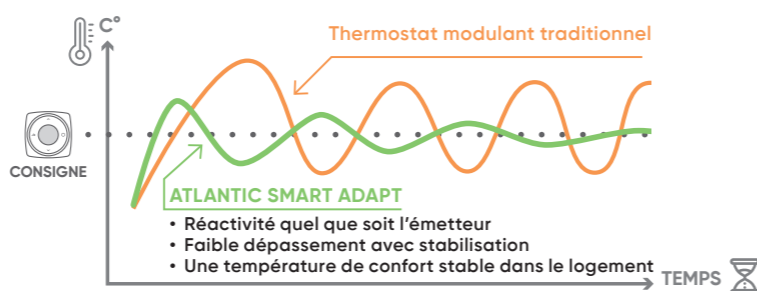 C°
Thermostat modulant traditionnel
CONSIGNE
ATLANTIC SMART ADAPT
• Réactivité quel que soit l'émetteur
• Faible dépassement avec stabilisation
• Une température de confort stable dans le logement
TEMPS